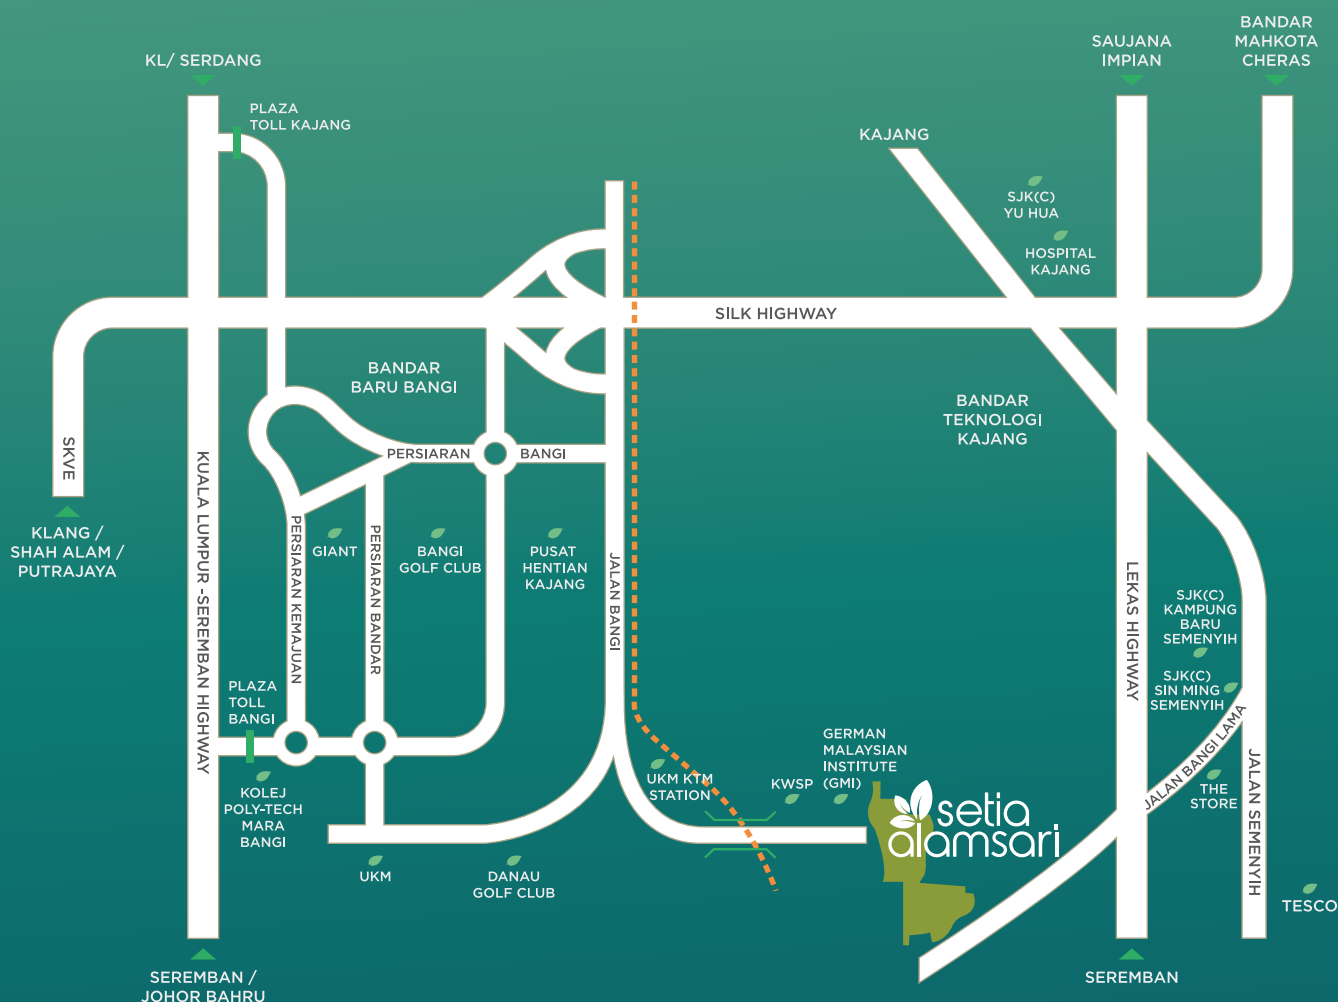 KL/ SERDANG
PLAZA
TOLL KAJANG
KAJANG
SAUJANA
IMPIAN
BANDAR
MAHKOTA
CHERAS
SJK(C)
YU HUA
HOSPITAL
KAJANG
SILK HIGHWAY
BANDAR
BARU BANGI
BANDAR
TEKNOLOGI
KAJANG
SKVE
KLANG /
SHAH ALAM /
PUTRAJAYA
KUALA LUMPUR -SEREMBAN HIGHWAY
PERSIARAN
BANGI
PERSIARAN KEMAJUAN
GIANT
PERSIARAN BANDAR
BANGI
GOLF CLUB
PUSAT
HENTIAN
KAJANG
JALAN BANGI
LEKAS HIGHWAY
SJK(C)
KAMPUNG
BARU
SEMENYIH
SJK(C)
SIN MING
SEMENYIH
PLAZA
TOLL
BANGI
KOLEJ
POLY-TECH
MARA
BANGI
UKM
DANAU
GOLF CLUB
UKM KTM
STATION
KWSP
GERMAN
MALAYSIAN
INSTITUTE
(GMI)
setia
alamsari
JALAN BANGI LAMA
THE
STORE
JALAN SEMENYIH
TESCO
SEREMBAN /
JOHOR BAHRU
SEREMBAN